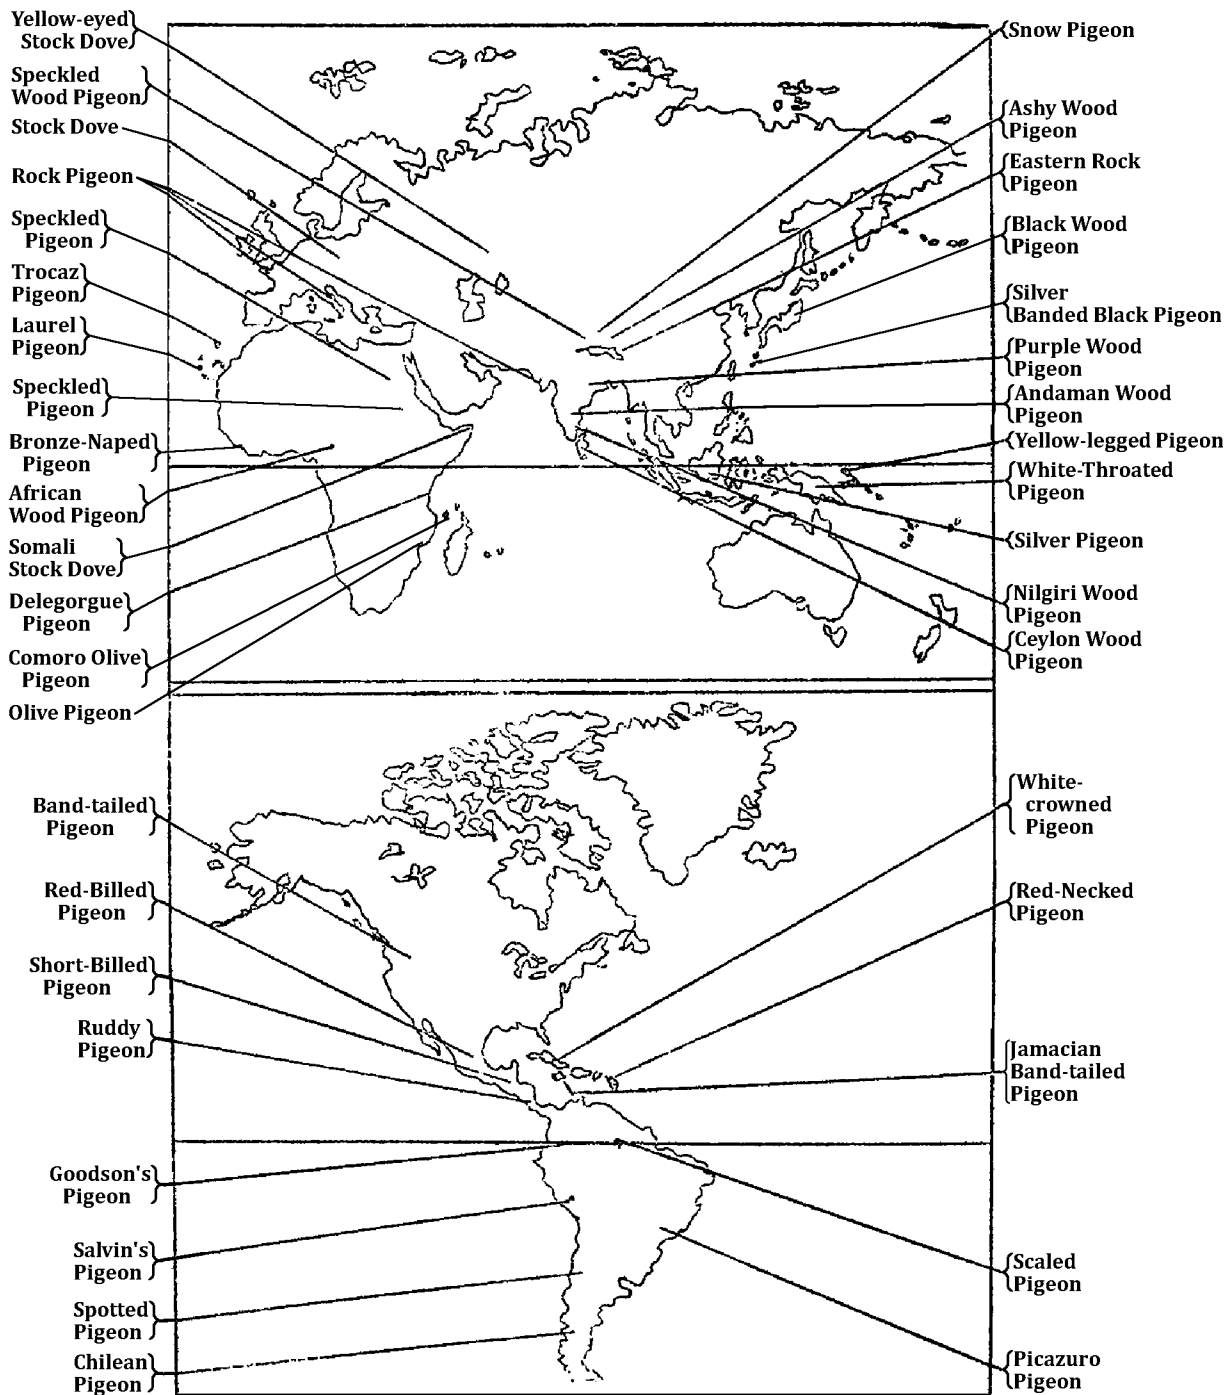 Yellow-eyed
Stock Dove
Speckled
Wood Pigeon
Stock Dove
Rock Pigeon
Speckled
Pigeon
Trocaz
Pigeon
Laurel
Pigeon
Speckled
Pigeon
Bronze-Naped
Pigeon
African
Wood Pigeon
Somali
Stock Dove
Delegorgue
Pigeon
Comoro Olive
Pigeon
Olive Pigeon
Snow Pigeon
Ashy Wood
Pigeon
Eastern Rock
Pigeon
Black Wood
Pigeon
Silver
Banded Black Pigeon
Purple Wood
Pigeon
Andaman Wood
Pigeon
Yellow-legged Pigeon
White-Throated
Pigeon
Silver Pigeon
Nilgiri Wood
Pigeon
Ceylon Wood
Pigeon
Band-tailed
Pigeon
Red-Billed
Pigeon
Short-Billed
Pigeon
Ruddy
Pigeon
Goodson's
Pigeon
Salvin's
Pigeon
Spotted
Pigeon
Chilean
Pigeon
White-
crowned
Pigeon
Red-Necked
Pigeon
Jamacian
Band-tailed
Pigeon
Scaled
Pigeon
Picazuro
Pigeon